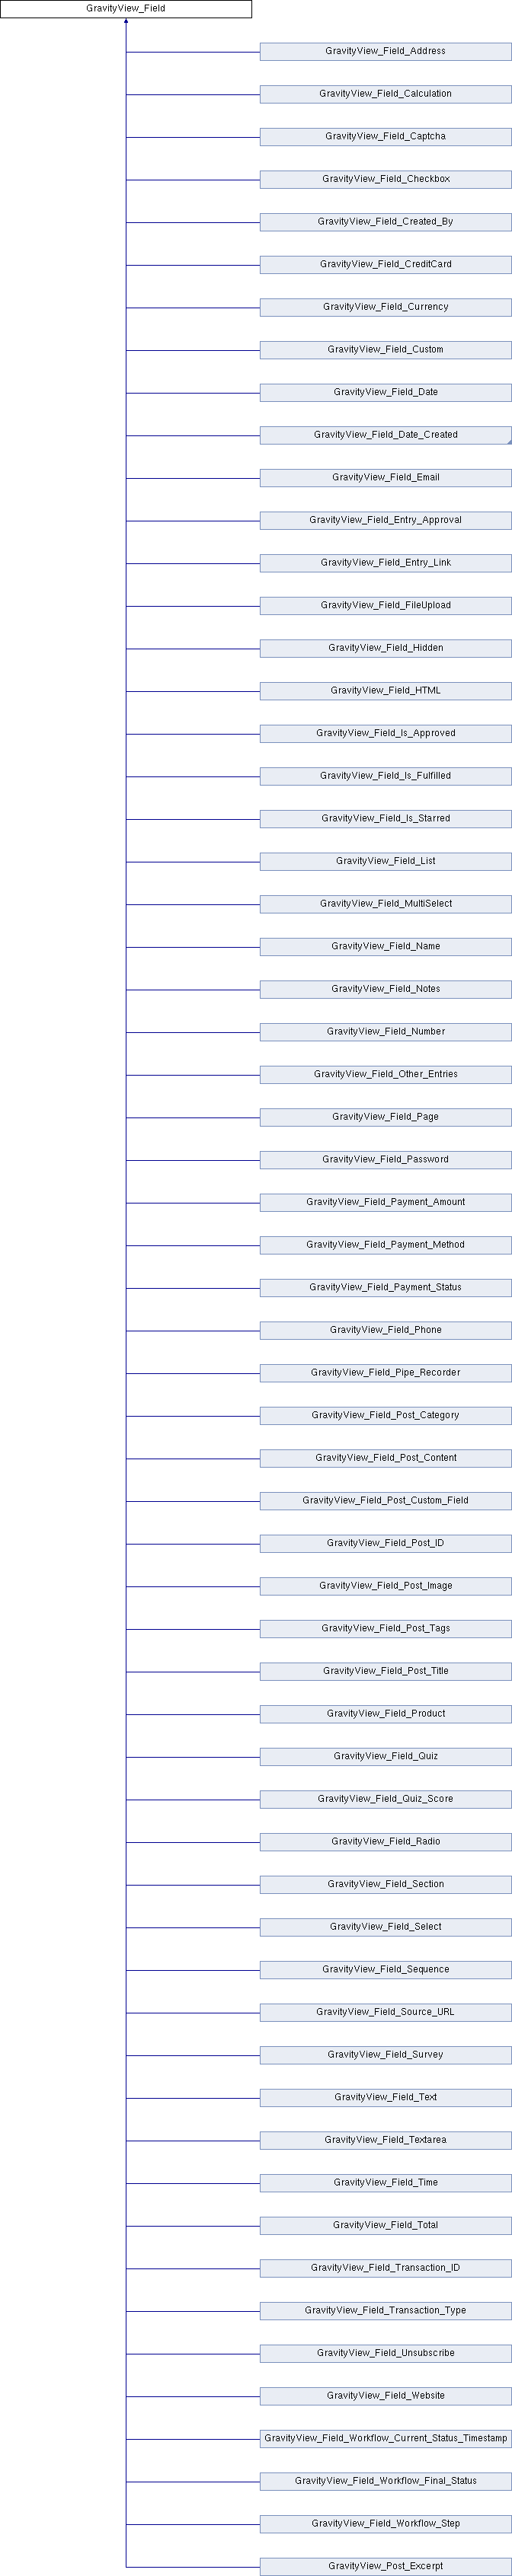 GravityView_Field
GravityView_Field_Address
GravityView_Field_Calculation
GravityView_Field_Captcha
GravityView_Field_Checkbox
GravityView_Field_Created_By
GravityView_Field_CreditCard
GravityView_Field_Currency
GravityView_Field_Custom
GravityView_Field_Date
GravityView_Field_Date_Created
GravityView_Field_Email
GravityView_Field_Entry_Approval
GravityView_Field_Entry_Link
GravityView_Field_FileUpload
GravityView_Field_Hidden
GravityView_Field_HTML
GravityView_Field_Is_Approved
GravityView_Field_Is_Fulfilled
GravityView_Field_Is_Starred
GravityView_Field_List
GravityView_Field_MultiSelect
GravityView_Field_Name
GravityView_Field_Notes
GravityView_Field_Number
GravityView_Field_Other_Entries
GravityView_Field_Page
GravityView_Field_Password
GravityView_Field_Payment_Amount
GravityView_Field_Payment_Method
GravityView_Field_Payment_Status
GravityView_Field_Phone
GravityView_Field_Pipe_Recorder
GravityView_Field_Post_Category
GravityView_Field_Post_Content
GravityView_Field_Post_Custom_Field
GravityView_Field_Post_ID
GravityView_Field_Post_Image
GravityView_Field_Post_Tags
GravityView_Field_Post_Title
GravityView_Field_Product
GravityView_Field_Quiz
GravityView_Field_Quiz_Score
GravityView_Field_Radio
GravityView_Field_Section
GravityView_Field_Select
GravityView_Field_Sequence
GravityView_Field_Source_URL
GravityView_Field_Survey
GravityView_Field_Text
GravityView_Field_Textarea
GravityView_Field_Time
GravityView_Field_Total
GravityView_Field_Transaction_ID
GravityView_Field_Transaction_Type
GravityView_Field_Unsubscribe
GravityView_Field_Website
GravityView_Field_Workflow_Current_Status_Timestamp
GravityView_Field_Workflow_Final_Status
GravityView_Field_Workflow_Step
GravityView_Post_Excerpt